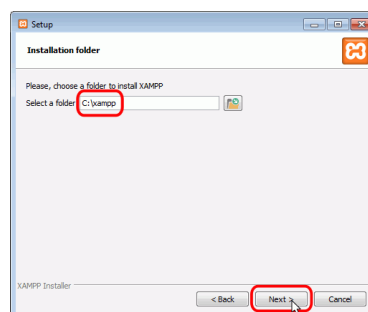 Setup
Installation folder
Please, choose a folder to install XAMPP
Select a folder C:\xampp
XAMPP Installer
< Back Next > Cancel